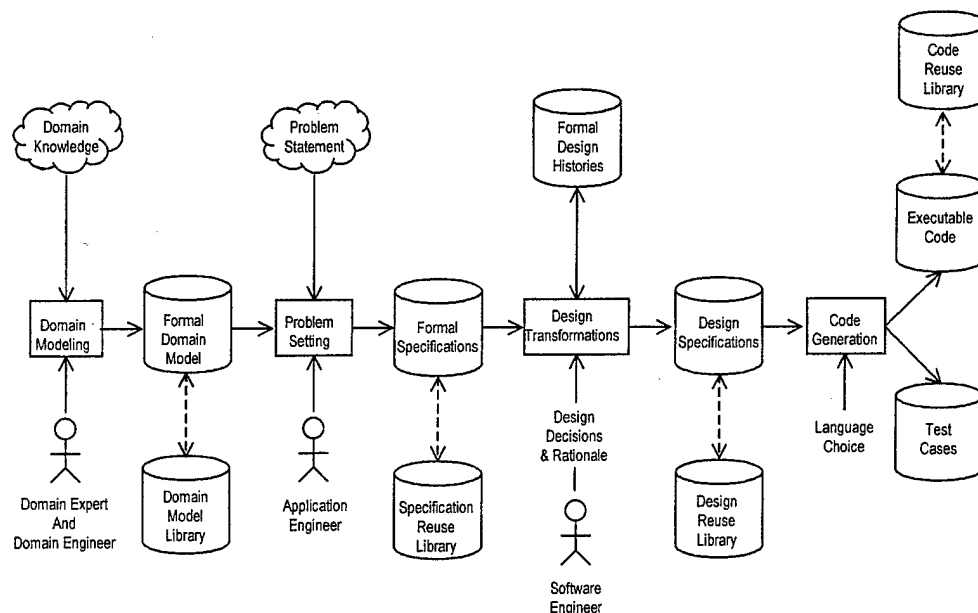 Code
Reuse
Library
Domain
Knowledge
Problem
Statement
Formal
Design
Histories
Executable
Code
Domain
Modeling
Formal
Domain
Model
Problem
Setting
Formal
Specifications
Design
Transformations
Design
Specifications
Code
Generation
Domain Expert
And
Domain Engineer
Domain
Model
Library
Application
Engineer
Specification
Reuse
Library
Design
Decisions
& Rationale
Software
Engineer
Design
Reuse
Library
Language
Choice
Test
Cases